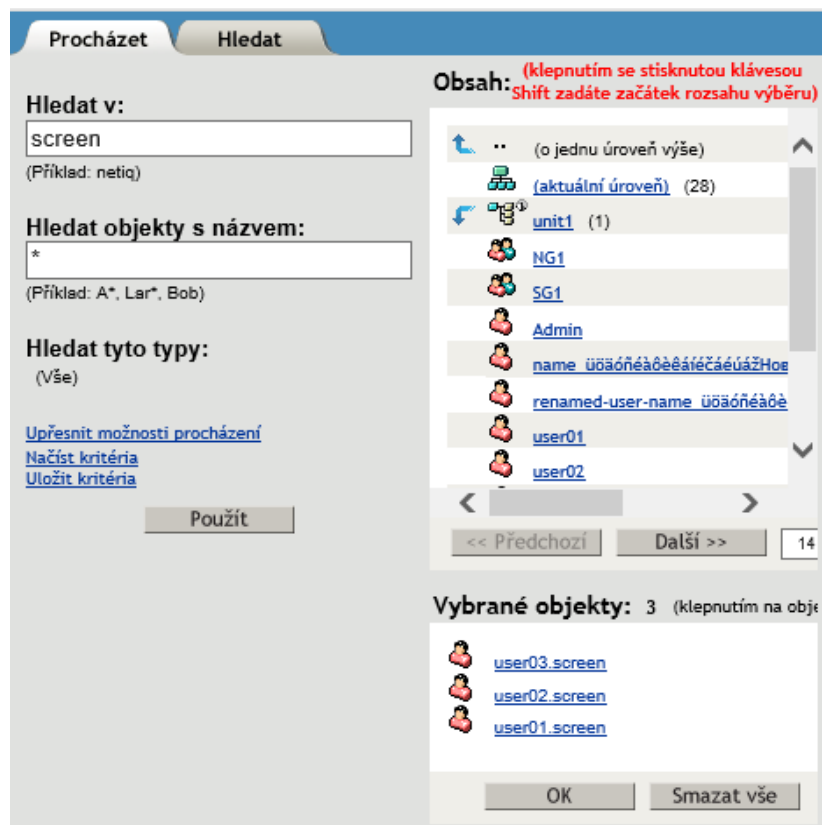 Procházet
Hledat
Hledat v:
screen
(Příklad: netiq)
Hledat objekty s názvem:
*
(Příklad: A*, Lar*, Bob)
Hledat tyto typy:
(Vše)
Upřesnit možnosti procházení
Načíst kritéria
Uložit kritéria
Použít
Obsah: (klepnutím se stisknutou klávesou
Shift zadáte začátek rozsahu výběru)
.. (o jednu úroveň výše)
(aktuální úroveň) (28)
unit1 (1)
NG1
SG1
Admin
name_üöäóñéàôèêáíéčáéúážНов
renamed-user-name_üöäóñéàôè
user01
user02
<< Předchozí
Další >>
14
Vybrané objekty: 3 (klepnutím na obje
user03.screen
user02.screen
user01.screen
OK
Smazat vše